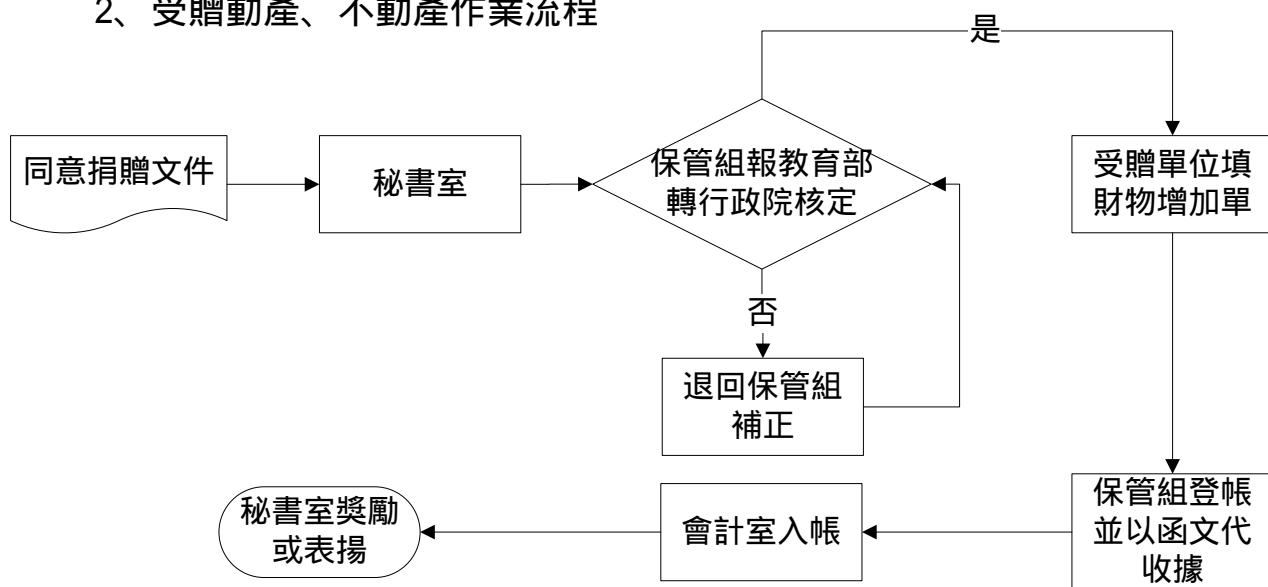 2、受贈動產、不動產作業流程
是
同意捐贈文件
秘書室
保管組報教育部
轉行政院核定
受贈單位填
財物增加單
否
退回保管組
補正
保管組登帳
並以函文代
收據
會計室入帳
秘書室獎勵
或表揚